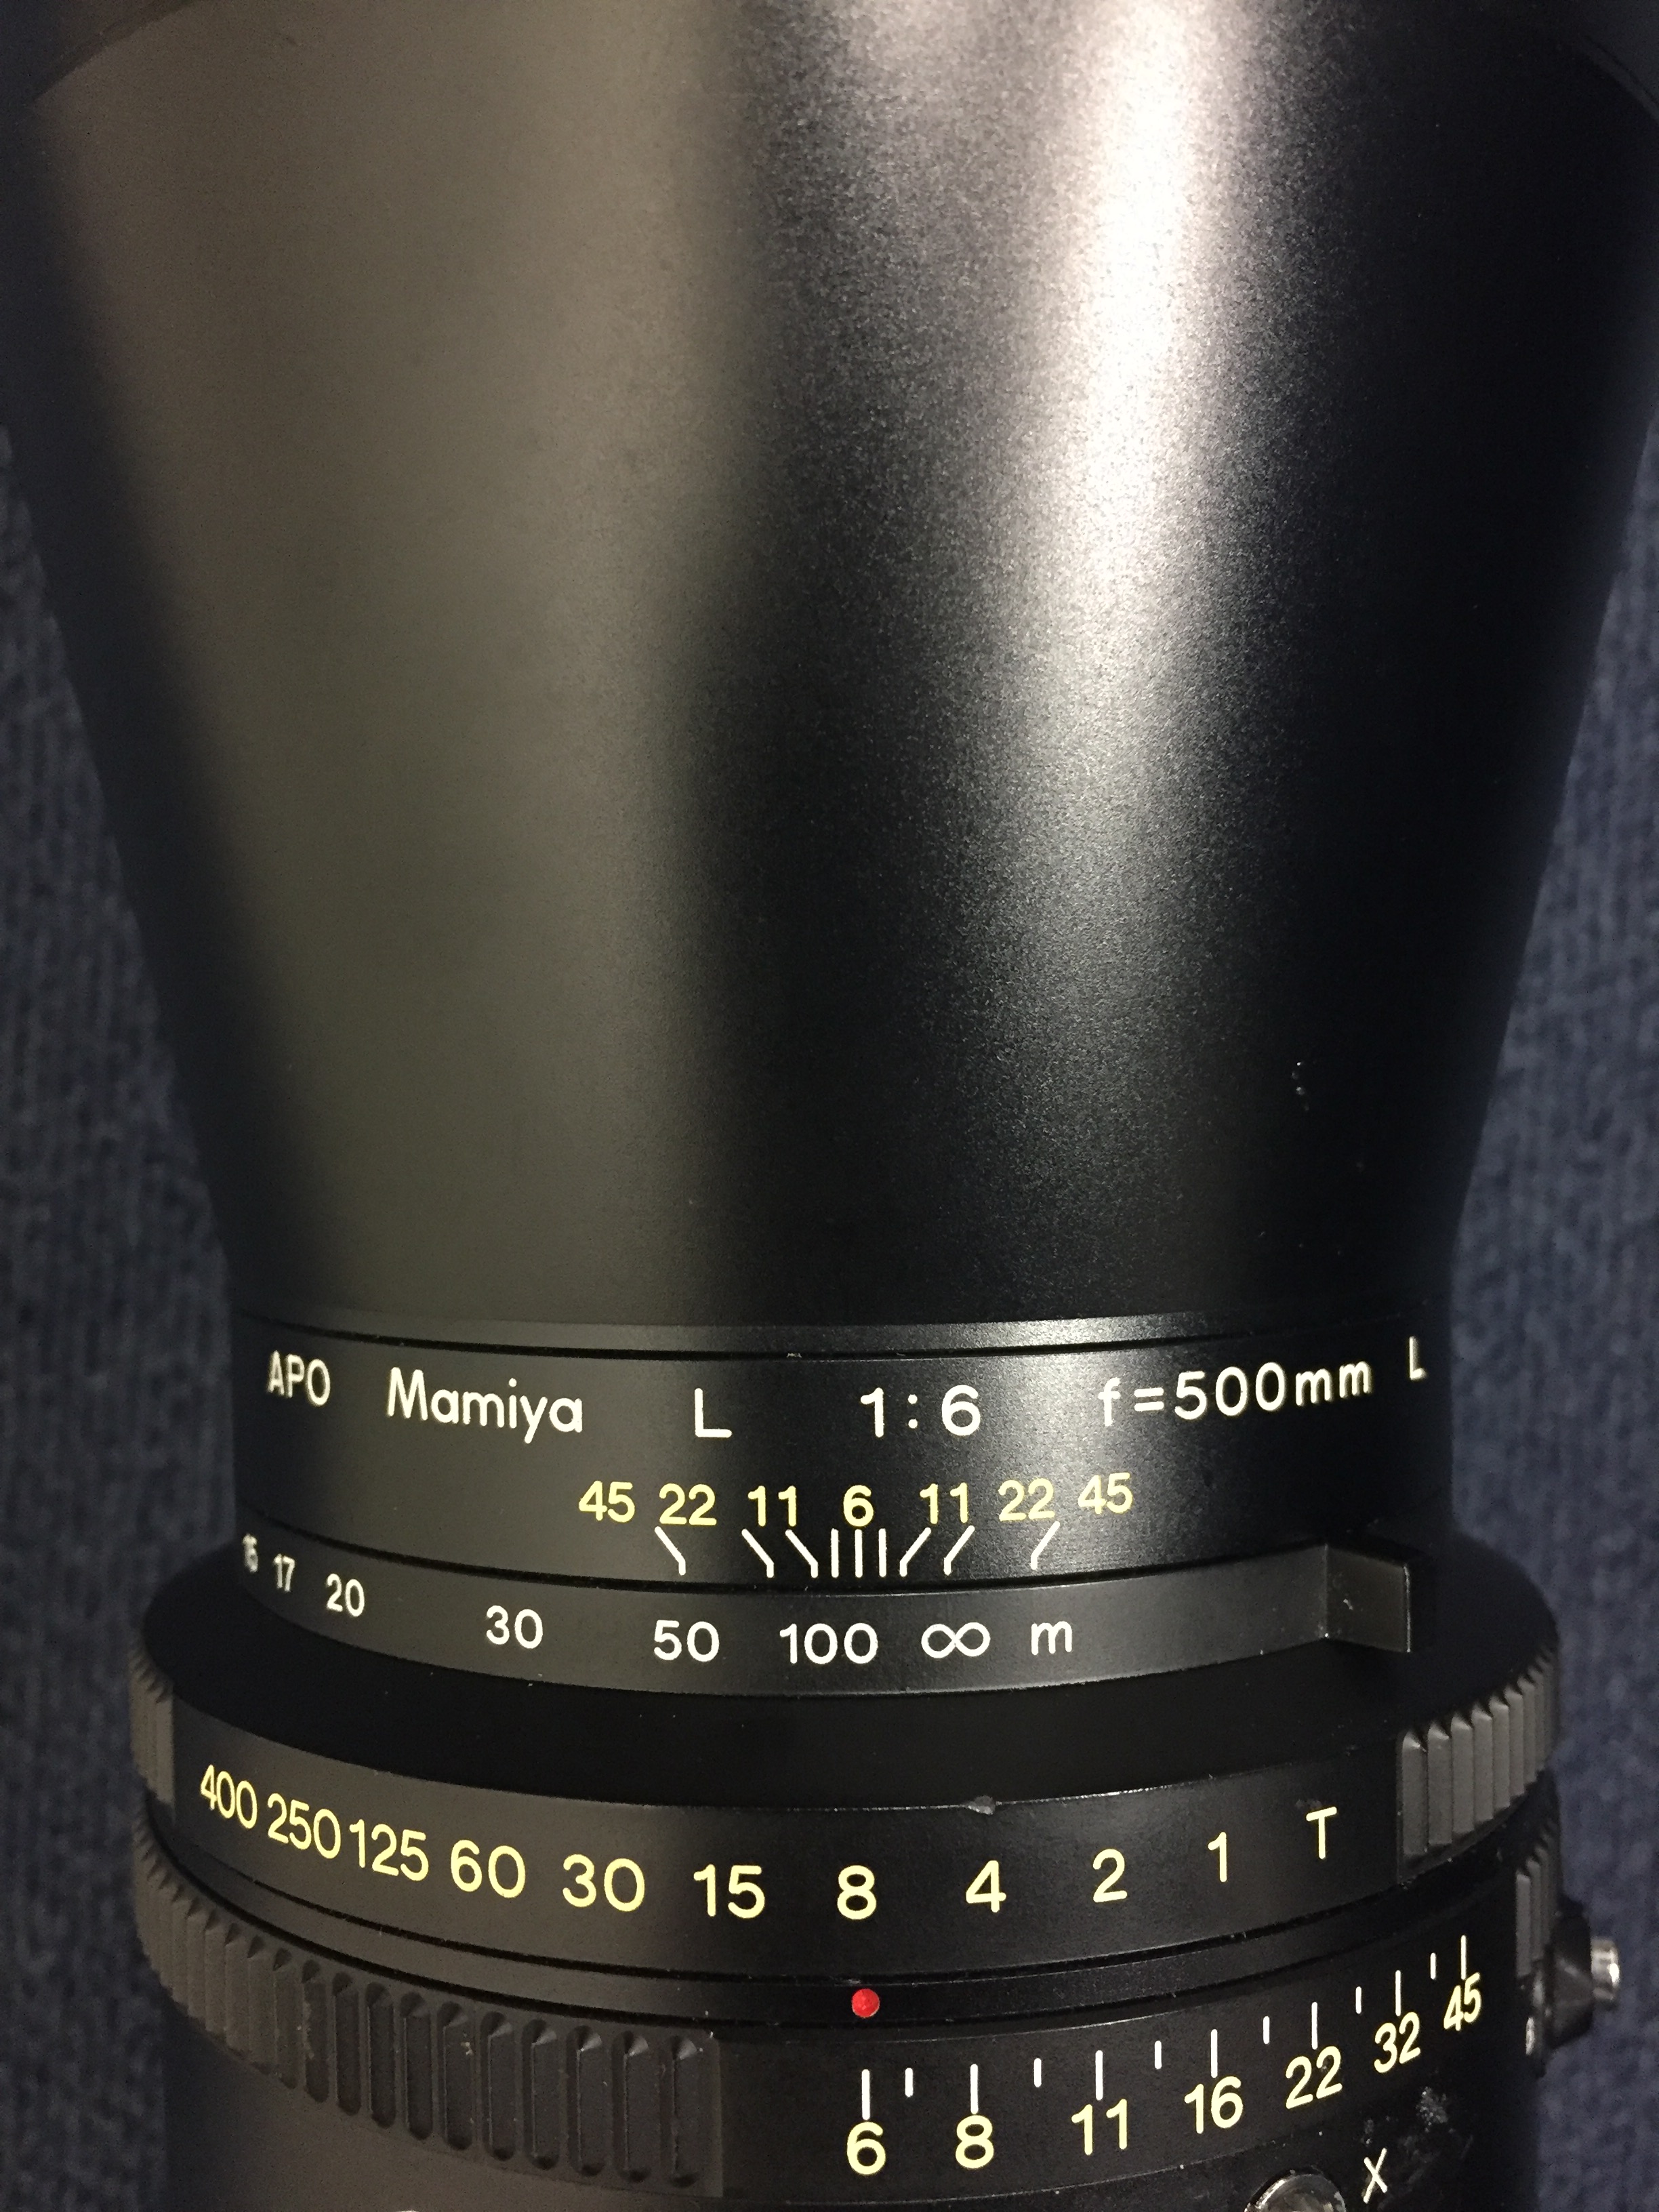 APO Mamiya L 1:6 f=500mm L
45 22 11 6 11 22 45
16 17 20 30 50 100 ∞ m
400 250 125 60 30 15 8 4 2 1 T
6 8 11 16 22 32 45
X